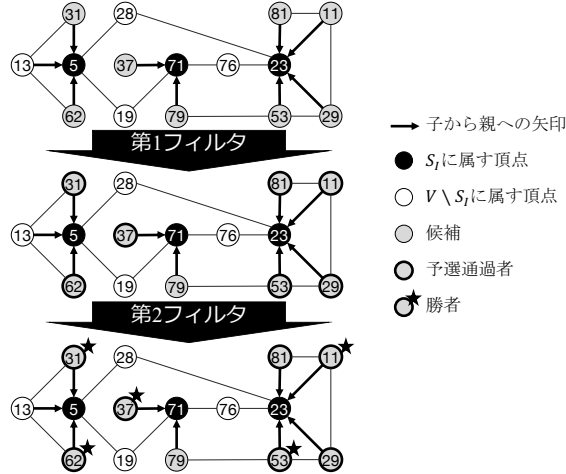 31 28 81 11
13 5 37 71 76 23
62 19 79 53 29
第1フィルタ
31 28 81 11
13 5 37 71 76 23
62 19 79 53 29
第2フィルタ
31 28 81 11
13 5 37 71 76 23
62 19 79 53 29
子から親への矢印
S_I に属す頂点
V \ S_I に属す頂点
候補
予選通過者
勝者